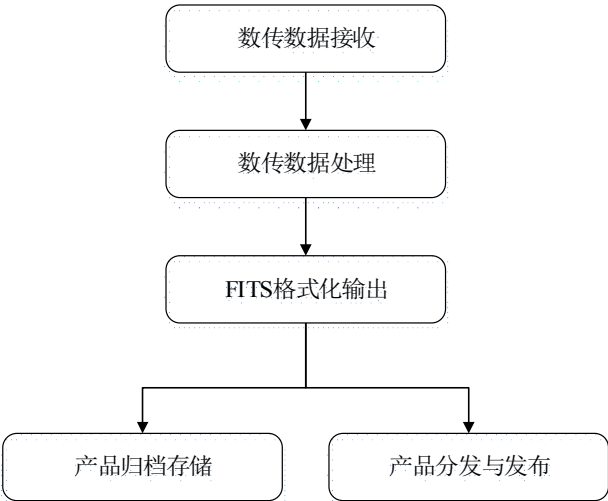 数传数据接收
数传数据处理
FITS格式化输出
产品归档存储
产品分发与发布